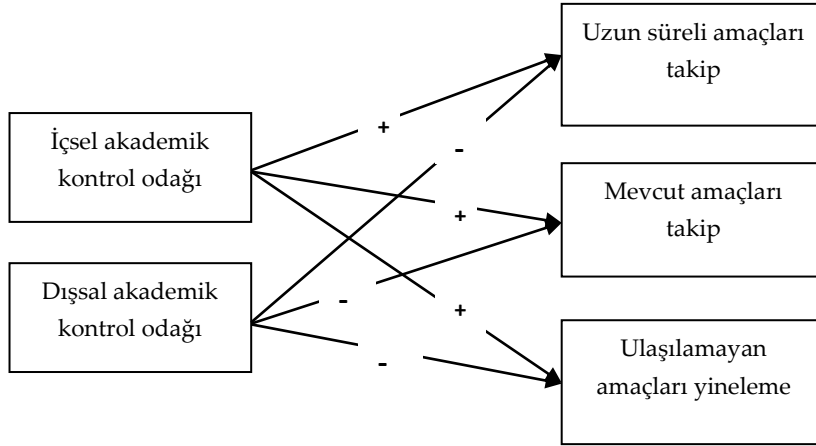 Uzun süreli amaçları
takip
İçsel akademik
kontrol odağı
+
-
Mevcut amaçları
takip
+
Dışsal akademik
kontrol odağı
-
+
-
Ulaşılamayan
amaçları yineleme